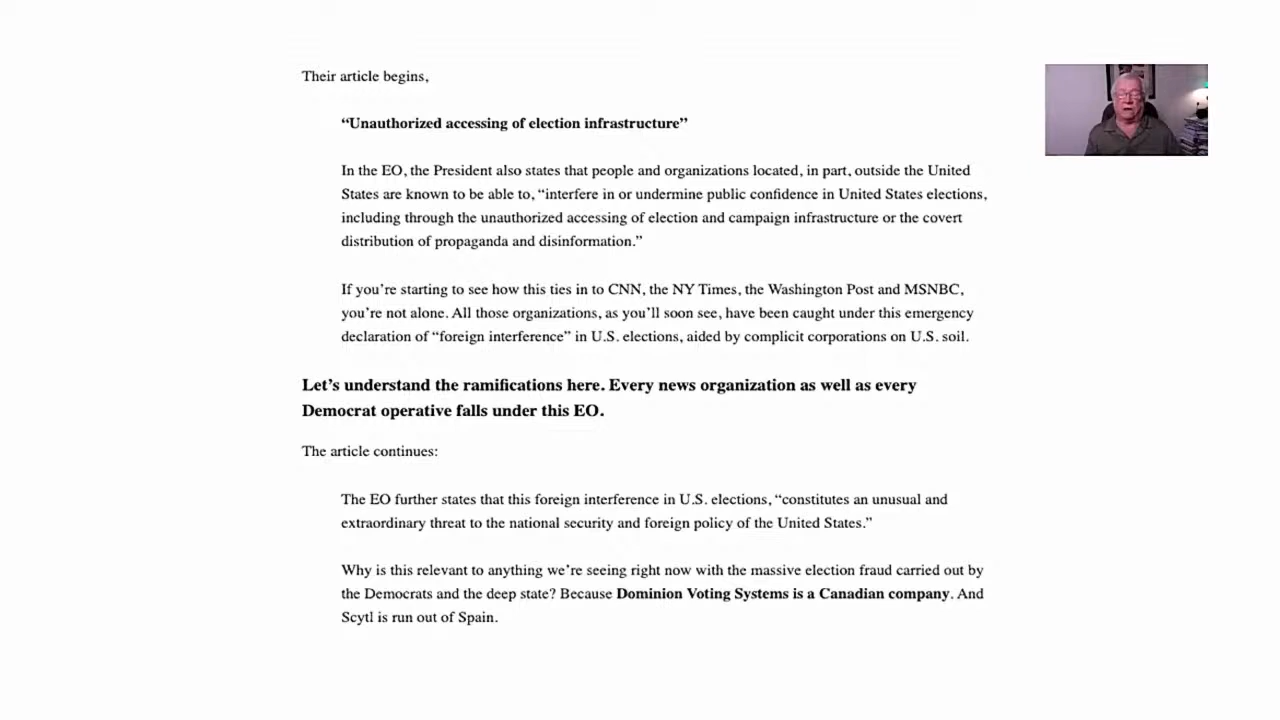 Their article begins,
“Unauthorized accessing of election infrastructure”
In the EO, the President also states that people and organizations located, in part, outside the United
States are known to be able to, “interfere in or undermine public confidence in United States elections,
including through the unauthorized accessing of election and campaign infrastructure or the covert
distribution of propaganda and disinformation.”
If you’re starting to see how this ties in to CNN, the NY Times, the Washington Post and MSNBC,
you’re not alone. All those organizations, as you’ll soon see, have been caught under this emergency
declaration of “foreign interference” in U.S. elections, aided by complicit corporations on U.S. soil.
Let’s understand the ramifications here. Every news organization as well as every
Democrat operative falls under this EO.
The article continues:
The EO further states that this foreign interference in U.S. elections, “constitutes an unusual and
extraordinary threat to the national security and foreign policy of the United States.”
Why is this relevant to anything we’re seeing right now with the massive election fraud carried out by
the Democrats and the deep state? Because Dominion Voting Systems is a Canadian company. And
Scytl is run out of Spain.